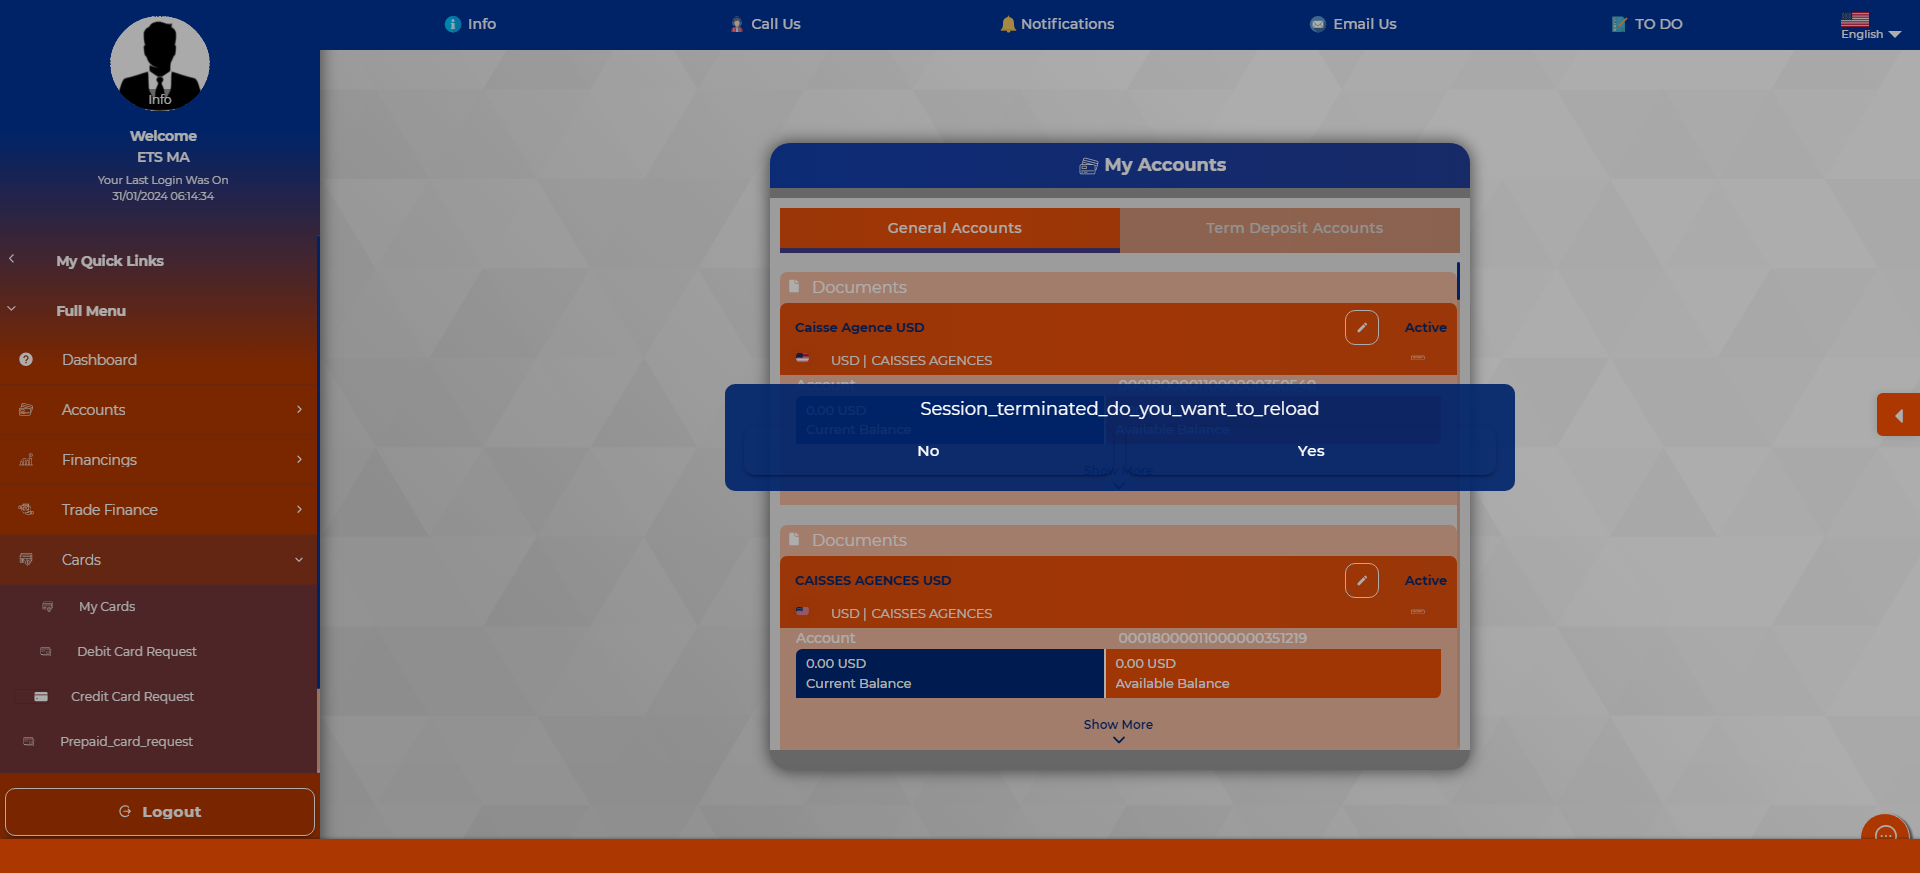 Info
Call Us
Notifications
Email Us
TO DO
English
Info
Welcome
ETS MA
Your Last Login Was On
31/01/2024 06:14:34
My Quick Links
Full Menu
Dashboard
Accounts
Financings
Trade Finance
Cards
My Cards
Debit Card Request
Credit Card Request
Prepaid_card_request
Logout
My Accounts
General Accounts
Term Deposit Accounts
Documents
Caisse Agence USD
Active
USD | CAISSES AGENCES
Account
0.00 USD
Current Balance
Available Balance
Session_terminated_do_you_want_to_reload
No
Yes
Show More
Documents
CAISSES AGENCES USD
Active
USD | CAISSES AGENCES
Account
00018000011000000351219
0.00 USD
Current Balance
0.00 USD
Available Balance
Show More